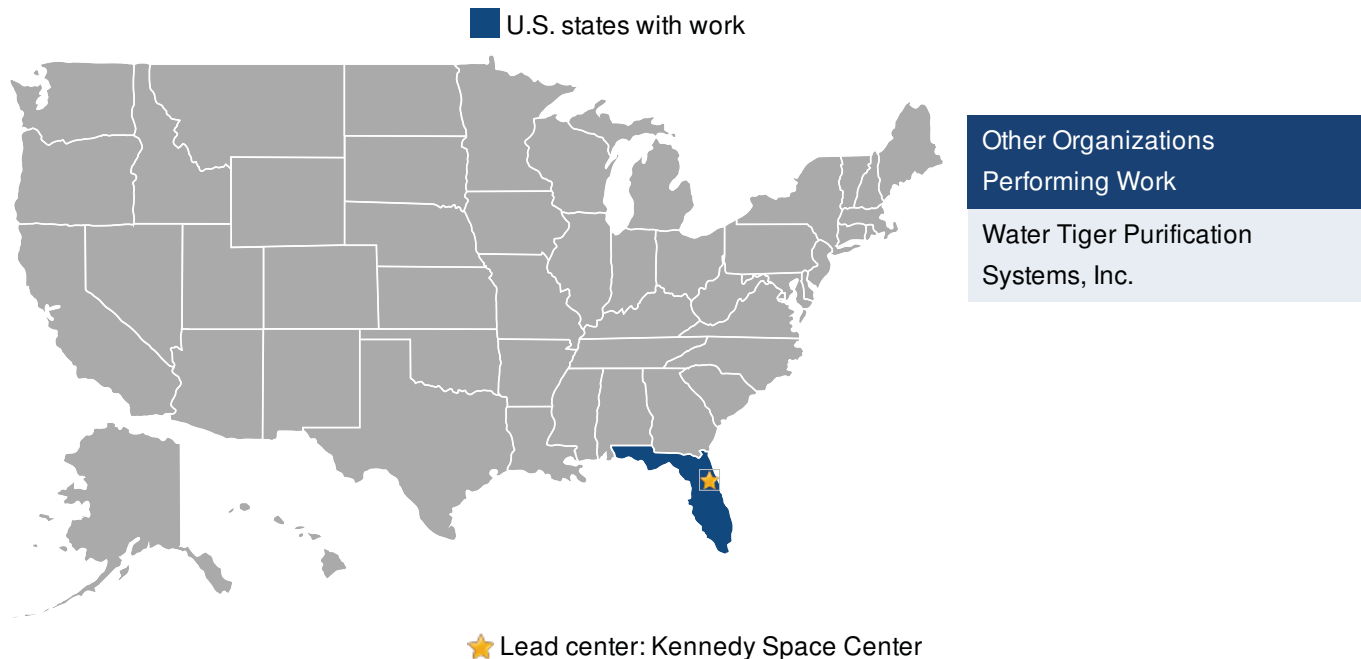 U.S. states with work
Other Organizations
Performing Work
Water Tiger Purification
Systems, Inc.
Lead center: Kennedy Space Center